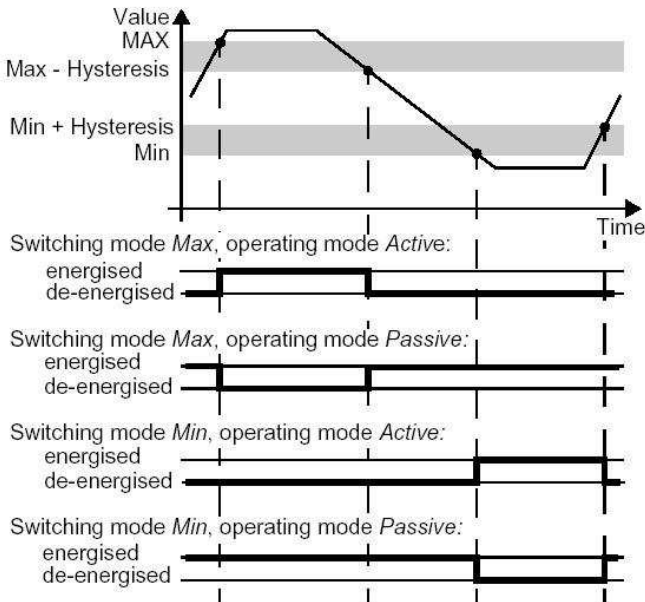 Value
MAX
Max - Hysteresis
Min + Hysteresis
Min
Time
Switching mode Max, operating mode Active:
energised
de-energised
Switching mode Max, operating mode Passive:
energised
de-energised
Switching mode Min, operating mode Active:
energised
de-energised
Switching mode Min, operating mode Passive:
energised
de-energised